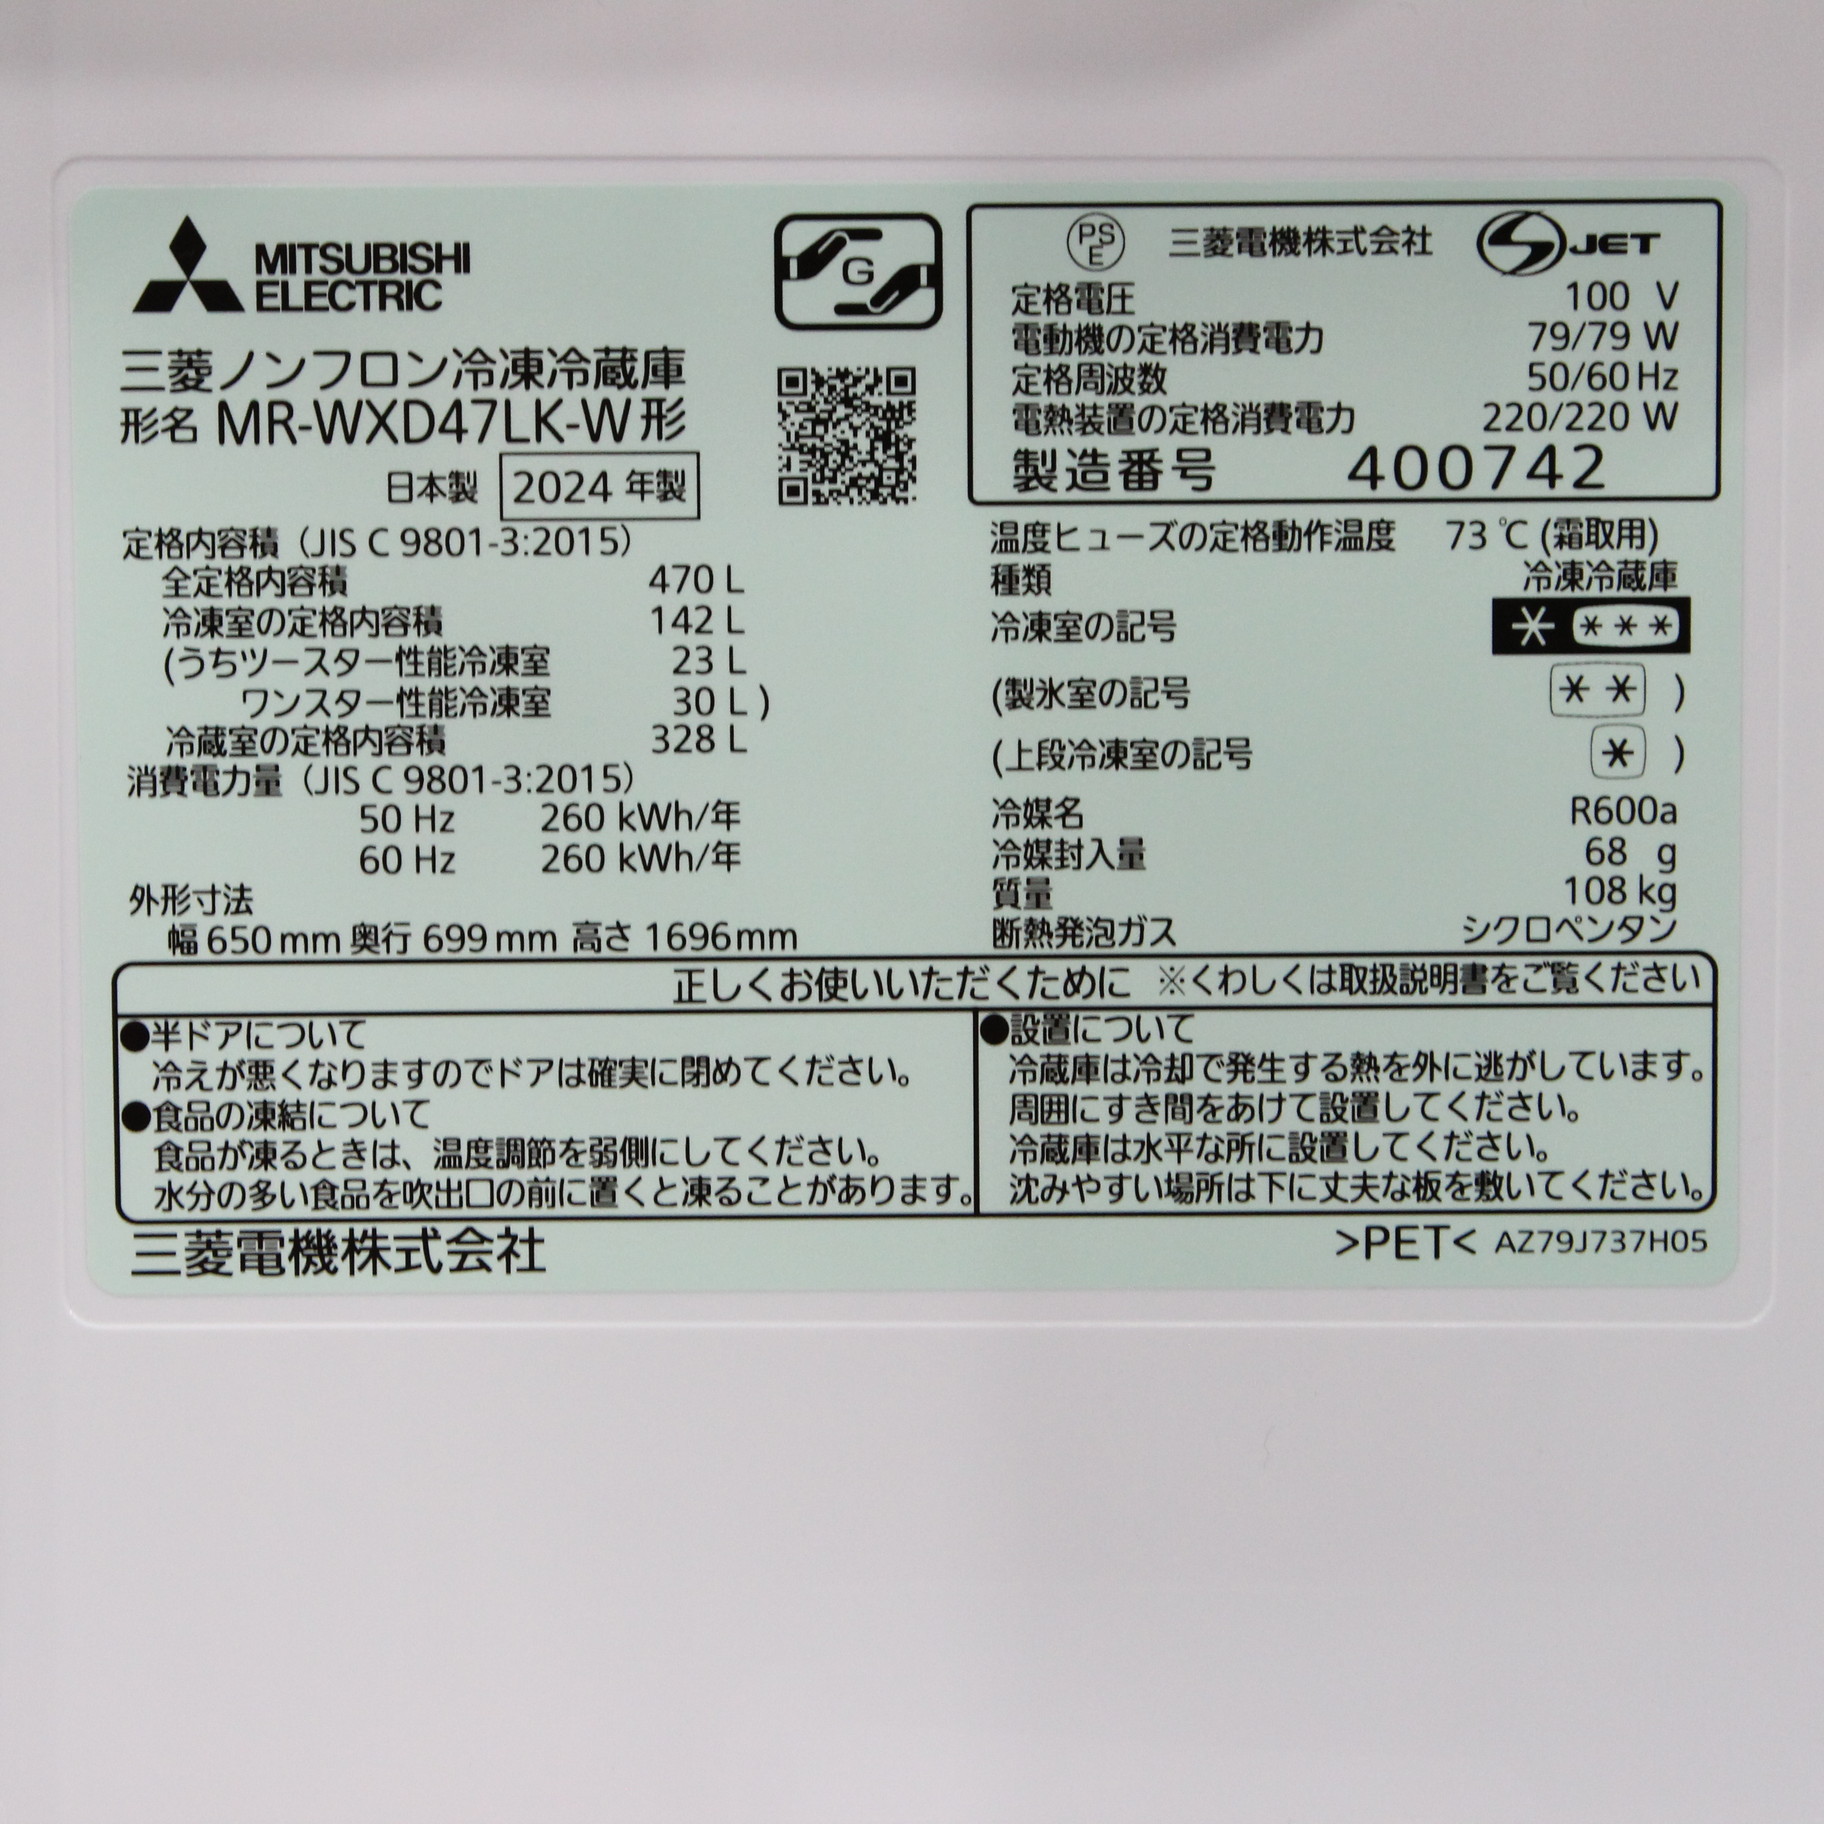 MITSUBISHI
ELECTRIC
G
三菱ノンフロン冷凍冷蔵庫
形名 MR-WXD47LK-W形
日本製 2024 年製
定格内容積（JIS C 9801-3:2015）
全定格内容積 470 L
冷凍室の定格内容積 142 L
(うちツースター性能冷凍室 23 L
ワンスター性能冷凍室 30 L )
冷蔵室の定格内容積 328 L
消費電力量（JIS C 9801-3:2015）
50 Hz 260 kWh/年
60 Hz 260 kWh/年
外形寸法
幅 650 mm 奥行 699 mm 高さ 1696 mm
PSE 三菱電機株式会社 S JET
定格電圧 100 V
電動機の定格消費電力 79/79 W
定格周波数 50/60 Hz
電熱装置の定格消費電力 220/220 W
製造番号 400742
温度ヒューズの定格動作温度 73 ℃ (霜取用)
種類 冷凍冷蔵庫
冷凍室の記号 * ***
(製氷室の記号 ** )
(上段冷凍室の記号 * )
冷媒名 R600a
冷媒封入量 68 g
質量 108 kg
断熱発泡ガス シクロペンタン
正しくお使いいただくために ※くわしくは取扱説明書をご覧ください
●半ドアについて
冷えが悪くなりますのでドアは確実に閉めてください。
●食品の凍結について
食品が凍るときは、温度調節を弱側にしてください。
水分の多い食品を吹出口の前に置くと凍ることがあります。
●設置について
冷蔵庫は冷却で発生する熱を外に逃がしています。
周囲にすき間をあけて設置してください。
冷蔵庫は水平な所に設置してください。
沈みやすい場所は下に丈夫な板を敷いてください。
三菱電機株式会社
>PET< AZ79J737H05